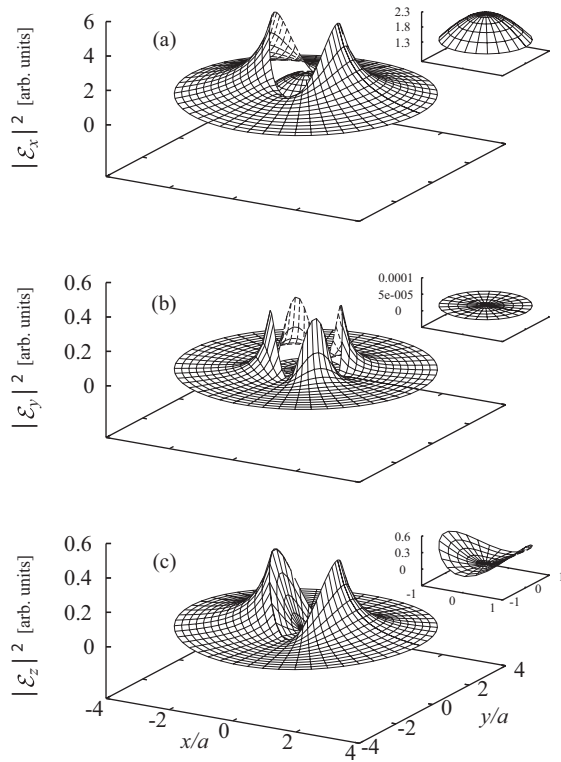 (a)
|ℰx|² [arb. units]
6
4
2
0
2.3
1.8
1.3
(b)
|ℰy|² [arb. units]
0.6
0.4
0.2
0
0.0001
5e-005
0
(c)
|ℰz|² [arb. units]
0.6
0.4
0.2
0
0.6
0.3
0
-1 0 1
-1 0 1
-4 -2 0 2 4
x/a
-4 -2 0 2 4
y/a